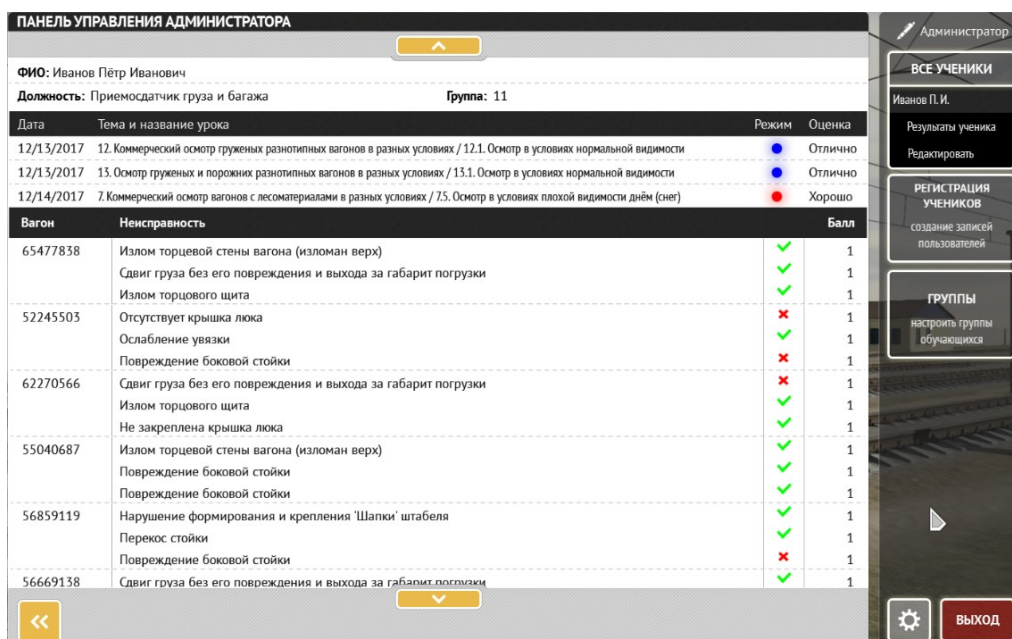 ПАНЕЛЬ УПРАВЛЕНИЯ АДМИНИСТРАТОРА
ФИО: Иванов Пётр Иванович
Должность: Приемосдатчик груза и багажа Группа: 11
Дата Тема и название урока Режим Оценка
12/13/2017 12. Коммерческий осмотр груженых разнотипных вагонов в разных условиях / 12.1. Осмотр в условиях нормальной видимости Отлично
12/13/2017 13. Осмотр груженых и порожних разнотипных вагонов в разных условиях / 13.1. Осмотр в условиях нормальной видимости Отлично
12/14/2017 7. Коммерческий осмотр вагонов с лесоматериалами в разных условиях / 7.5. Осмотр в условиях плохой видимости днём (снег) Хорошо
Вагон Неисправность Балл
65477838 Излом торцевой стены вагона (изломан верх) 1
Сдвиг груза без его повреждения и выхода за габарит погрузки 1
Излом торцового щита 1
52245503 Отсутствует крышка люка 1
Ослабление увязки 1
Повреждение боковой стойки 1
62270566 Сдвиг груза без его повреждения и выхода за габарит погрузки 1
Излом торцового щита 1
Не закреплена крышка люка 1
55040687 Излом торцевой стены вагона (изломан верх) 1
Повреждение боковой стойки 1
Повреждение боковой стойки 1
56859119 Нарушение формирования и крепления 'Шапки' штабеля 1
Перекос стойки 1
Повреждение боковой стойки 1
56669138 Сдвиг груза без его повреждения и выхода за габарит погрузки 1
Администратор
ВСЕ УЧЕНИКИ
Иванов П. И.
Результаты ученика
Редактировать
РЕГИСТРАЦИЯ
УЧЕНИКОВ
создание записей
пользователей
ГРУППЫ
настроить группы
обучающихся
ВЫХОД